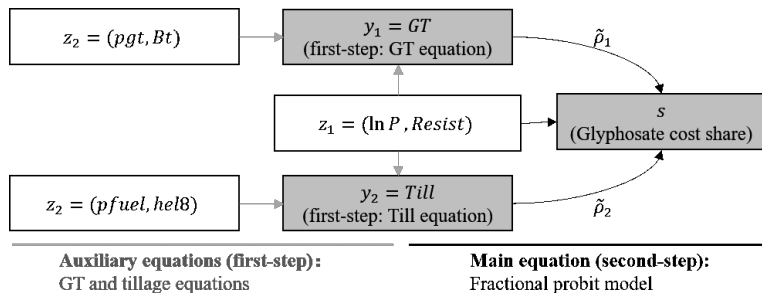 z₂ = (pgt, Bt)
y₁ = GT
(first-step: GT equation)
ρ̃₁
z₁ = (ln P , Resist)
s
(Glyphosate cost share)
z₂ = (pfuel, hel8)
y₂ = Till
(first-step: Till equation)
ρ̃₂
Auxiliary equations (first-step):
GT and tillage equations
Main equation (second-step):
Fractional probit model